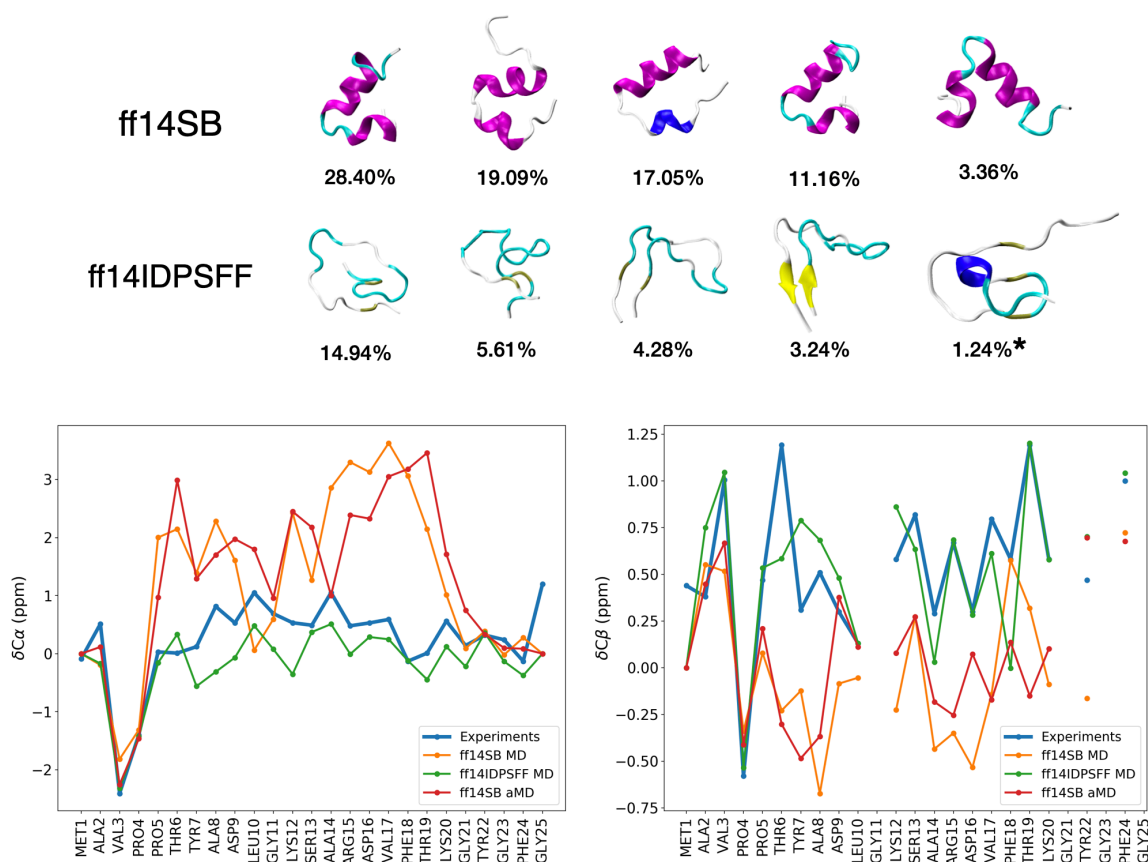 ff14SB
28.40%
19.09%
17.05%
11.16%
3.36%
ff14IDPSFF
14.94%
5.61%
4.28%
3.24%
1.24%*
δCα (ppm)
3
2
1
0
−1
−2
Experiments
ff14SB MD
ff14IDPSFF MD
ff14SB aMD
MET1
ALA2
VAL3
PRO4
PRO5
THR6
TYR7
ALA8
ASP9
LEU10
GLY11
LYS12
SER13
ALA14
ARG15
ASP16
VAL17
PHE18
THR19
LYS20
GLY21
TYR22
GLY23
PHE24
GLY25
δCβ (ppm)
1.25
1.00
0.75
0.50
0.25
0.00
−0.25
−0.50
−0.75
Experiments
ff14SB MD
ff14IDPSFF MD
ff14SB aMD
MET1
ALA2
VAL3
PRO4
PRO5
THR6
TYR7
ALA8
ASP9
LEU10
GLY11
LYS12
SER13
ALA14
ARG15
ASP16
VAL17
PHE18
THR19
LYS20
GLY21
TYR22
GLY23
PHE24
GLY25